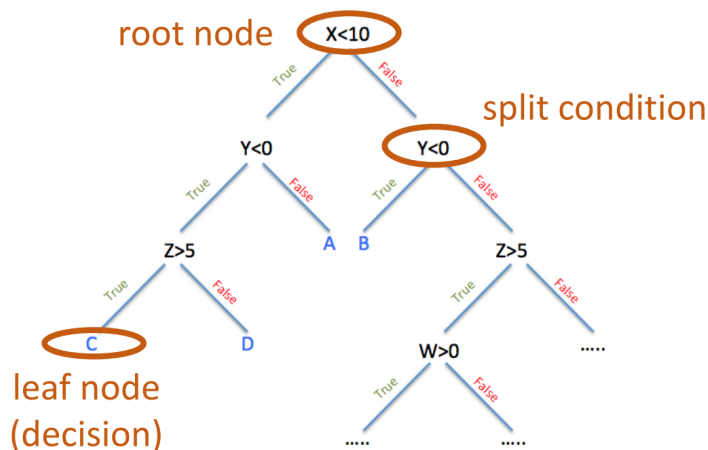 root node
X<10
True
False
split condition
Y<0
Y<0
True
False
True
False
A
B
Z>5
Z>5
True
False
True
False
C
D
W>0
.....
leaf node
(decision)
True
False
.....
.....